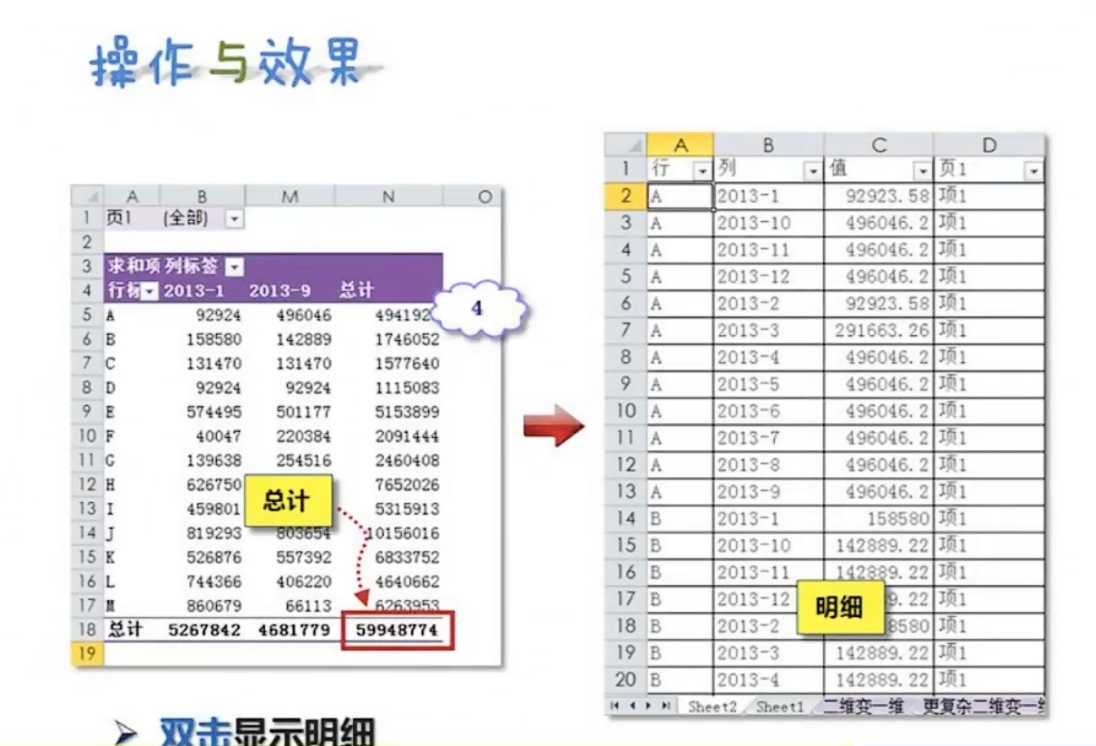 操作与效果
A B M N O
1 页1 (全部)
2
3 求和项 列标签
4 行标 2013-1 2013-9 总计
5 A 92924 496046 494192
6 B 158580 142889 1746052
7 C 131470 131470 1577640
8 D 92924 92924 1115083
9 E 574495 501177 5153899
10 F 40047 220384 2091444
11 G 139638 254516 2460408
12 H 626750 7652026
13 I 459801 5315913
14 J 819293 803654 10156016
15 K 526876 557392 6833752
16 L 744366 406220 4640662
17 M 860679 66113 6263953
18 总计 5267842 4681779 59948774
19
4
总计
A B C D
1 行 列 值 页1
2 A 2013-1 92923.58 项1
3 A 2013-10 496046.2 项1
4 A 2013-11 496046.2 项1
5 A 2013-12 496046.2 项1
6 A 2013-2 92923.58 项1
7 A 2013-3 291663.26 项1
8 A 2013-4 496046.2 项1
9 A 2013-5 496046.2 项1
10 A 2013-6 496046.2 项1
11 A 2013-7 496046.2 项1
12 A 2013-8 496046.2 项1
13 A 2013-9 496046.2 项1
14 B 2013-1 158580 项1
15 B 2013-10 142889.22 项1
16 B 2013-11 142889.22 项1
17 B 2013-12 9.22 项1
18 B 2013-2 8580 项1
19 B 2013-3 142889.22 项1
20 B 2013-4 142889.22 项1
明细
Sheet2 Sheet1 二维变一维 更复杂二维变一维
双击显示明细